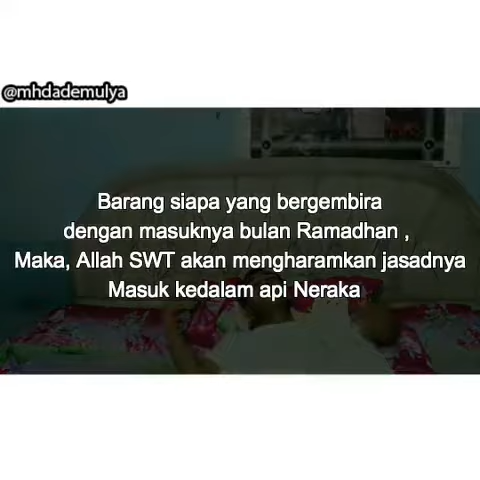 @mhdademulya
Barang siapa yang bergembira
dengan masuknya bulan Ramadhan ,
Maka, Allah SWT akan mengharamkan jasadnya
Masuk kedalam api Neraka